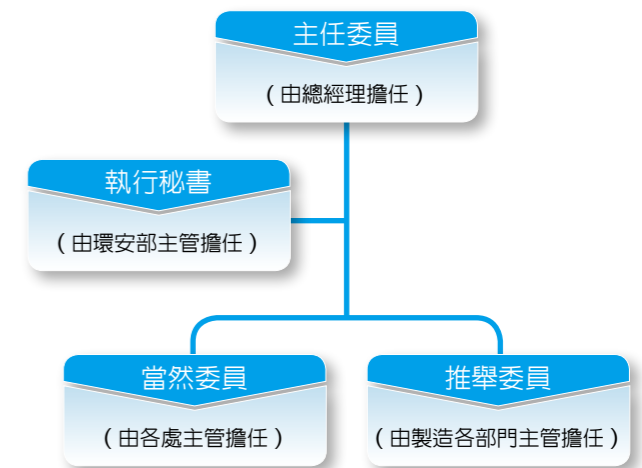 主任委員
(由總經理擔任)
執行秘書
(由環安部主管擔任)
當然委員
(由各處主管擔任)
推舉委員
(由製造各部門主管擔任)